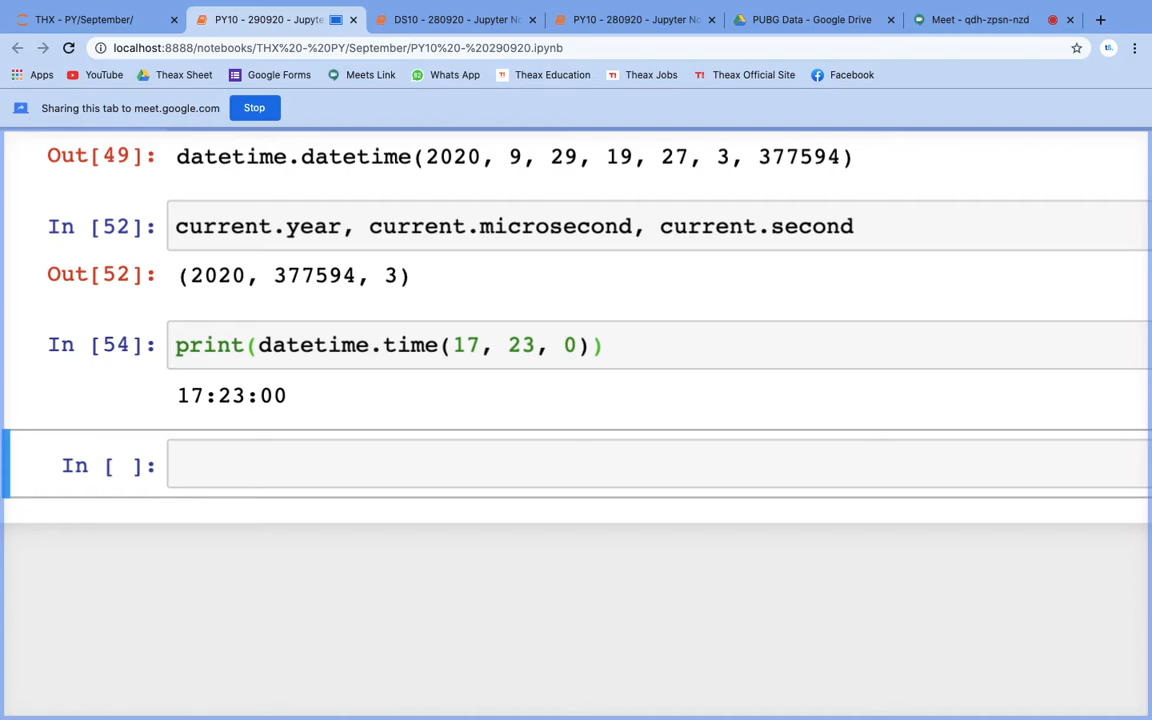 THX - PY/September/
PY10 - 290920 - Jupyte
DS10 - 280920 - Jupyter No
PY10 - 280920 - Jupyter No
PUBG Data - Google Drive
Meet - qdh-zpsn-nzd
localhost:8888/notebooks/THX%20-%20PY/September/PY10%20-%20290920.ipynb
Apps YouTube Theax Sheet Google Forms Meets Link Whats App Theax Education Theax Jobs Theax Official Site Facebook
Sharing this tab to meet.google.com Stop
Out[49]: datetime.datetime(2020, 9, 29, 19, 27, 3, 377594)
In [52]: current.year, current.microsecond, current.second
Out[52]: (2020, 377594, 3)
In [54]: print(datetime.time(17, 23, 0))
17:23:00
In [ ]: